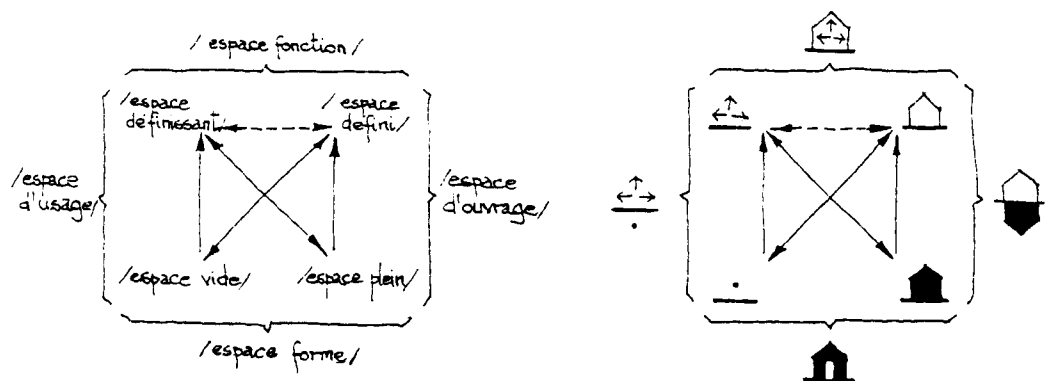 / espace fonction /
/espace
définissant/
/ espace
défini/
/espace
d'usage/
/espace
d'ouvrage/
/espace vide/
/espace plein/
/espace forme/